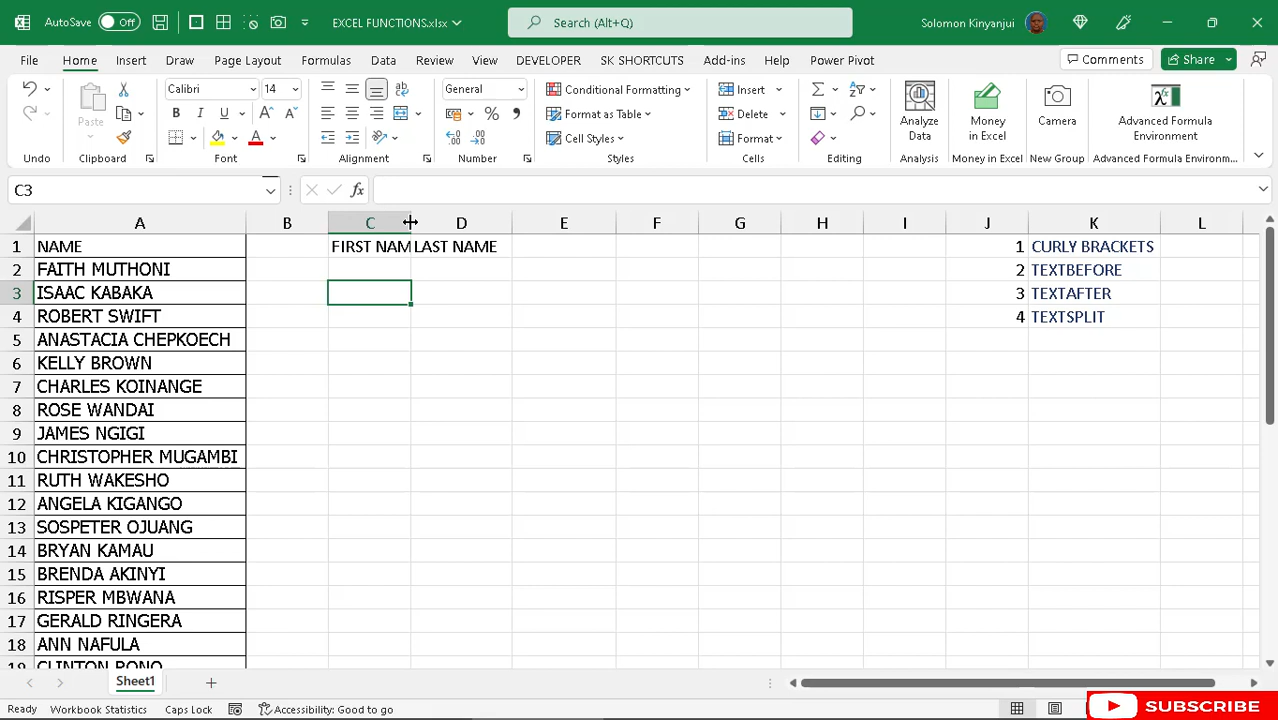 AutoSave Off EXCEL FUNCTIONS.xlsx Search (Alt+Q) Solomon Kinyanjui
File Home Insert Draw Page Layout Formulas Data Review View DEVELOPER SK SHORTCUTS Add-ins Help Power Pivot Comments Share
Paste Calibri 14 General Conditional Formatting Insert Analyze Data Money in Excel Camera Advanced Formula Environment
B I U A A % Format as Table Delete
A Cell Styles Format
Undo Clipboard Font Alignment Number Styles Cells Editing Analysis Money in Excel New Group Advanced Formula Environm...
C3 fx
A B C D E F G H I J K L
1 NAME FIRST NAM LAST NAME 1 CURLY BRACKETS
2 FAITH MUTHONI 2 TEXTBEFORE
3 ISAAC KABAKA 3 TEXTAFTER
4 ROBERT SWIFT 4 TEXTSPLIT
5 ANASTACIA CHEPKOECH
6 KELLY BROWN
7 CHARLES KOINANGE
8 ROSE WANDAI
9 JAMES NGIGI
10 CHRISTOPHER MUGAMBI
11 RUTH WAKESHO
12 ANGELA KIGANGO
13 SOSPETER OJUANG
14 BRYAN KAMAU
15 BRENDA AKINYI
16 RISPER MBWANA
17 GERALD RINGERA
18 ANN NAFULA
19 CLINTON RONO
Sheet1
Ready Workbook Statistics Caps Lock Accessibility: Good to go SUBSCRIBE